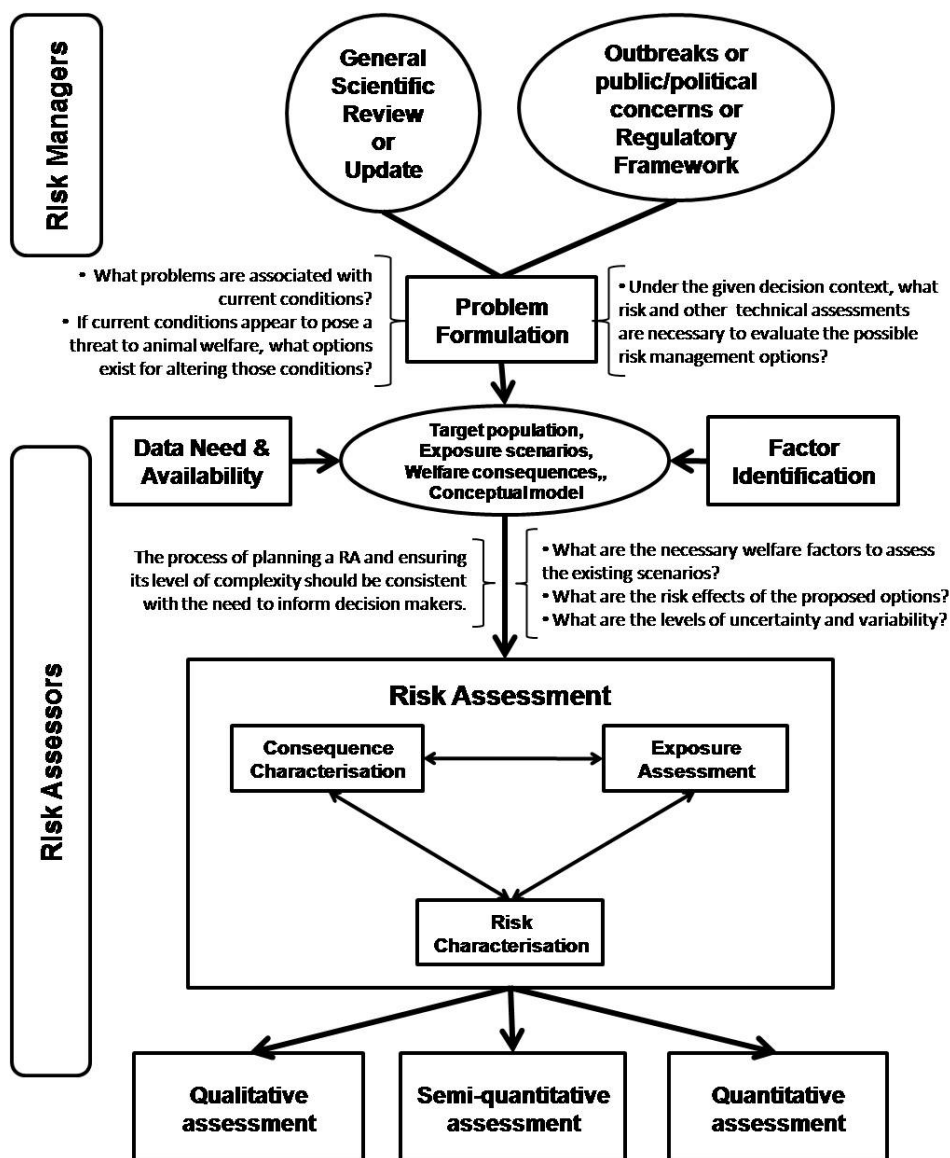 Risk Managers
General
Scientific
Review
or
Update
Outbreaks or
public/political
concerns or
Regulatory
Framework
• What problems are associated with
current conditions?
• If current conditions appear to pose a
threat to animal welfare, what options
exist for altering those conditions?
Problem
Formulation
• Under the given decision context, what
risk and other technical assessments
are necessary to evaluate the possible
risk management options?
Risk Assessors
Data Need &
Availability
Target population,
Exposure scenarios,
Welfare consequences,,
Conceptual model
Factor
Identification
The process of planning a RA and ensuring
its level of complexity should be consistent
with the need to inform decision makers.
• What are the necessary welfare factors to assess
the existing scenarios?
• What are the risk effects of the proposed options?
• What are the levels of uncertainty and variability?
Risk Assessment
Consequence
Characterisation
Exposure
Assessment
Risk
Characterisation
Qualitative
assessment
Semi-quantitative
assessment
Quantitative
assessment